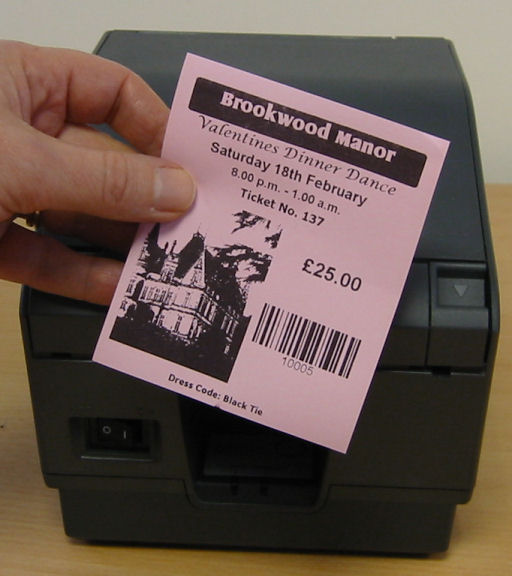 Brookwood Manor
Valentines Dinner Dance
Saturday 18th February
8.00 p.m. - 1.00 a.m.
Ticket No. 137
£25.00
10005
Dress Code: Black Tie
O I